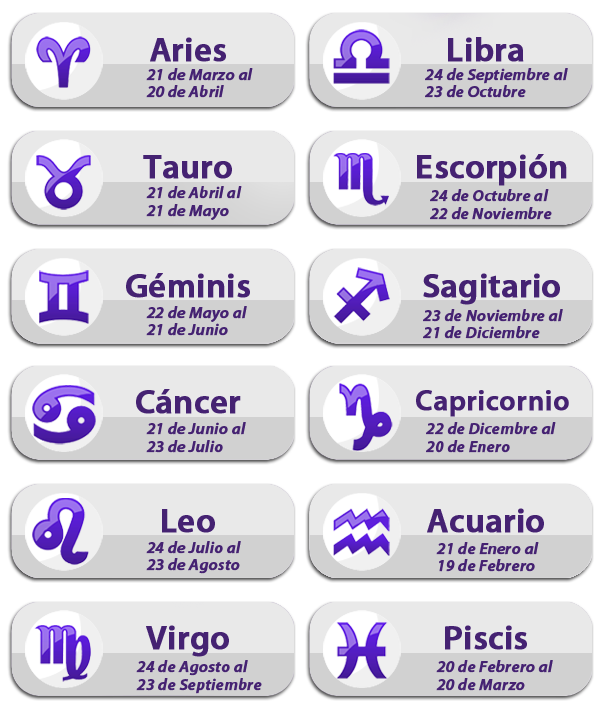 Aries
21 de Marzo al
20 de Abril
Libra
24 de Septiembre al
23 de Octubre
Tauro
21 de Abril al
21 de Mayo
Escorpión
24 de Octubre al
22 de Noviembre
Géminis
22 de Mayo al
21 de Junio
Sagitario
23 de Noviembre al
21 de Diciembre
Cáncer
21 de Junio al
23 de Julio
Capricornio
22 de Dicembre al
20 de Enero
Leo
24 de Julio al
23 de Agosto
Acuario
21 de Enero al
19 de Febrero
Virgo
24 de Agosto al
23 de Septiembre
Piscis
20 de Febrero al
20 de Marzo